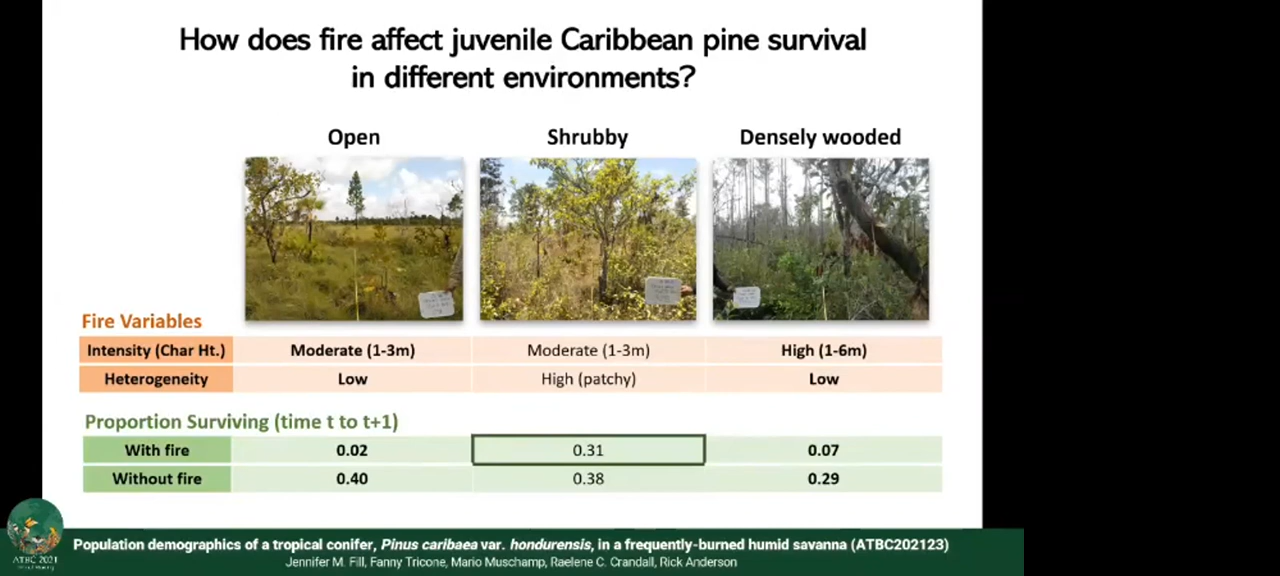 How does fire affect juvenile Caribbean pine survival
in different environments?
Open Shrubby Densely wooded
Fire Variables
Intensity (Char Ht.) Moderate (1-3m) Moderate (1-3m) High (1-6m)
Heterogeneity Low High (patchy) Low
Proportion Surviving (time t to t+1)
With fire 0.02 0.31 0.07
Without fire 0.40 0.38 0.29
ATBC 2021
Population demographics of a tropical conifer, Pinus caribaea var. hondurensis, in a frequently-burned humid savanna (ATBC202123)
Jennifer M. Fill, Fanny Tricone, Mario Muschamp, Raelene C. Crandall, Rick Anderson